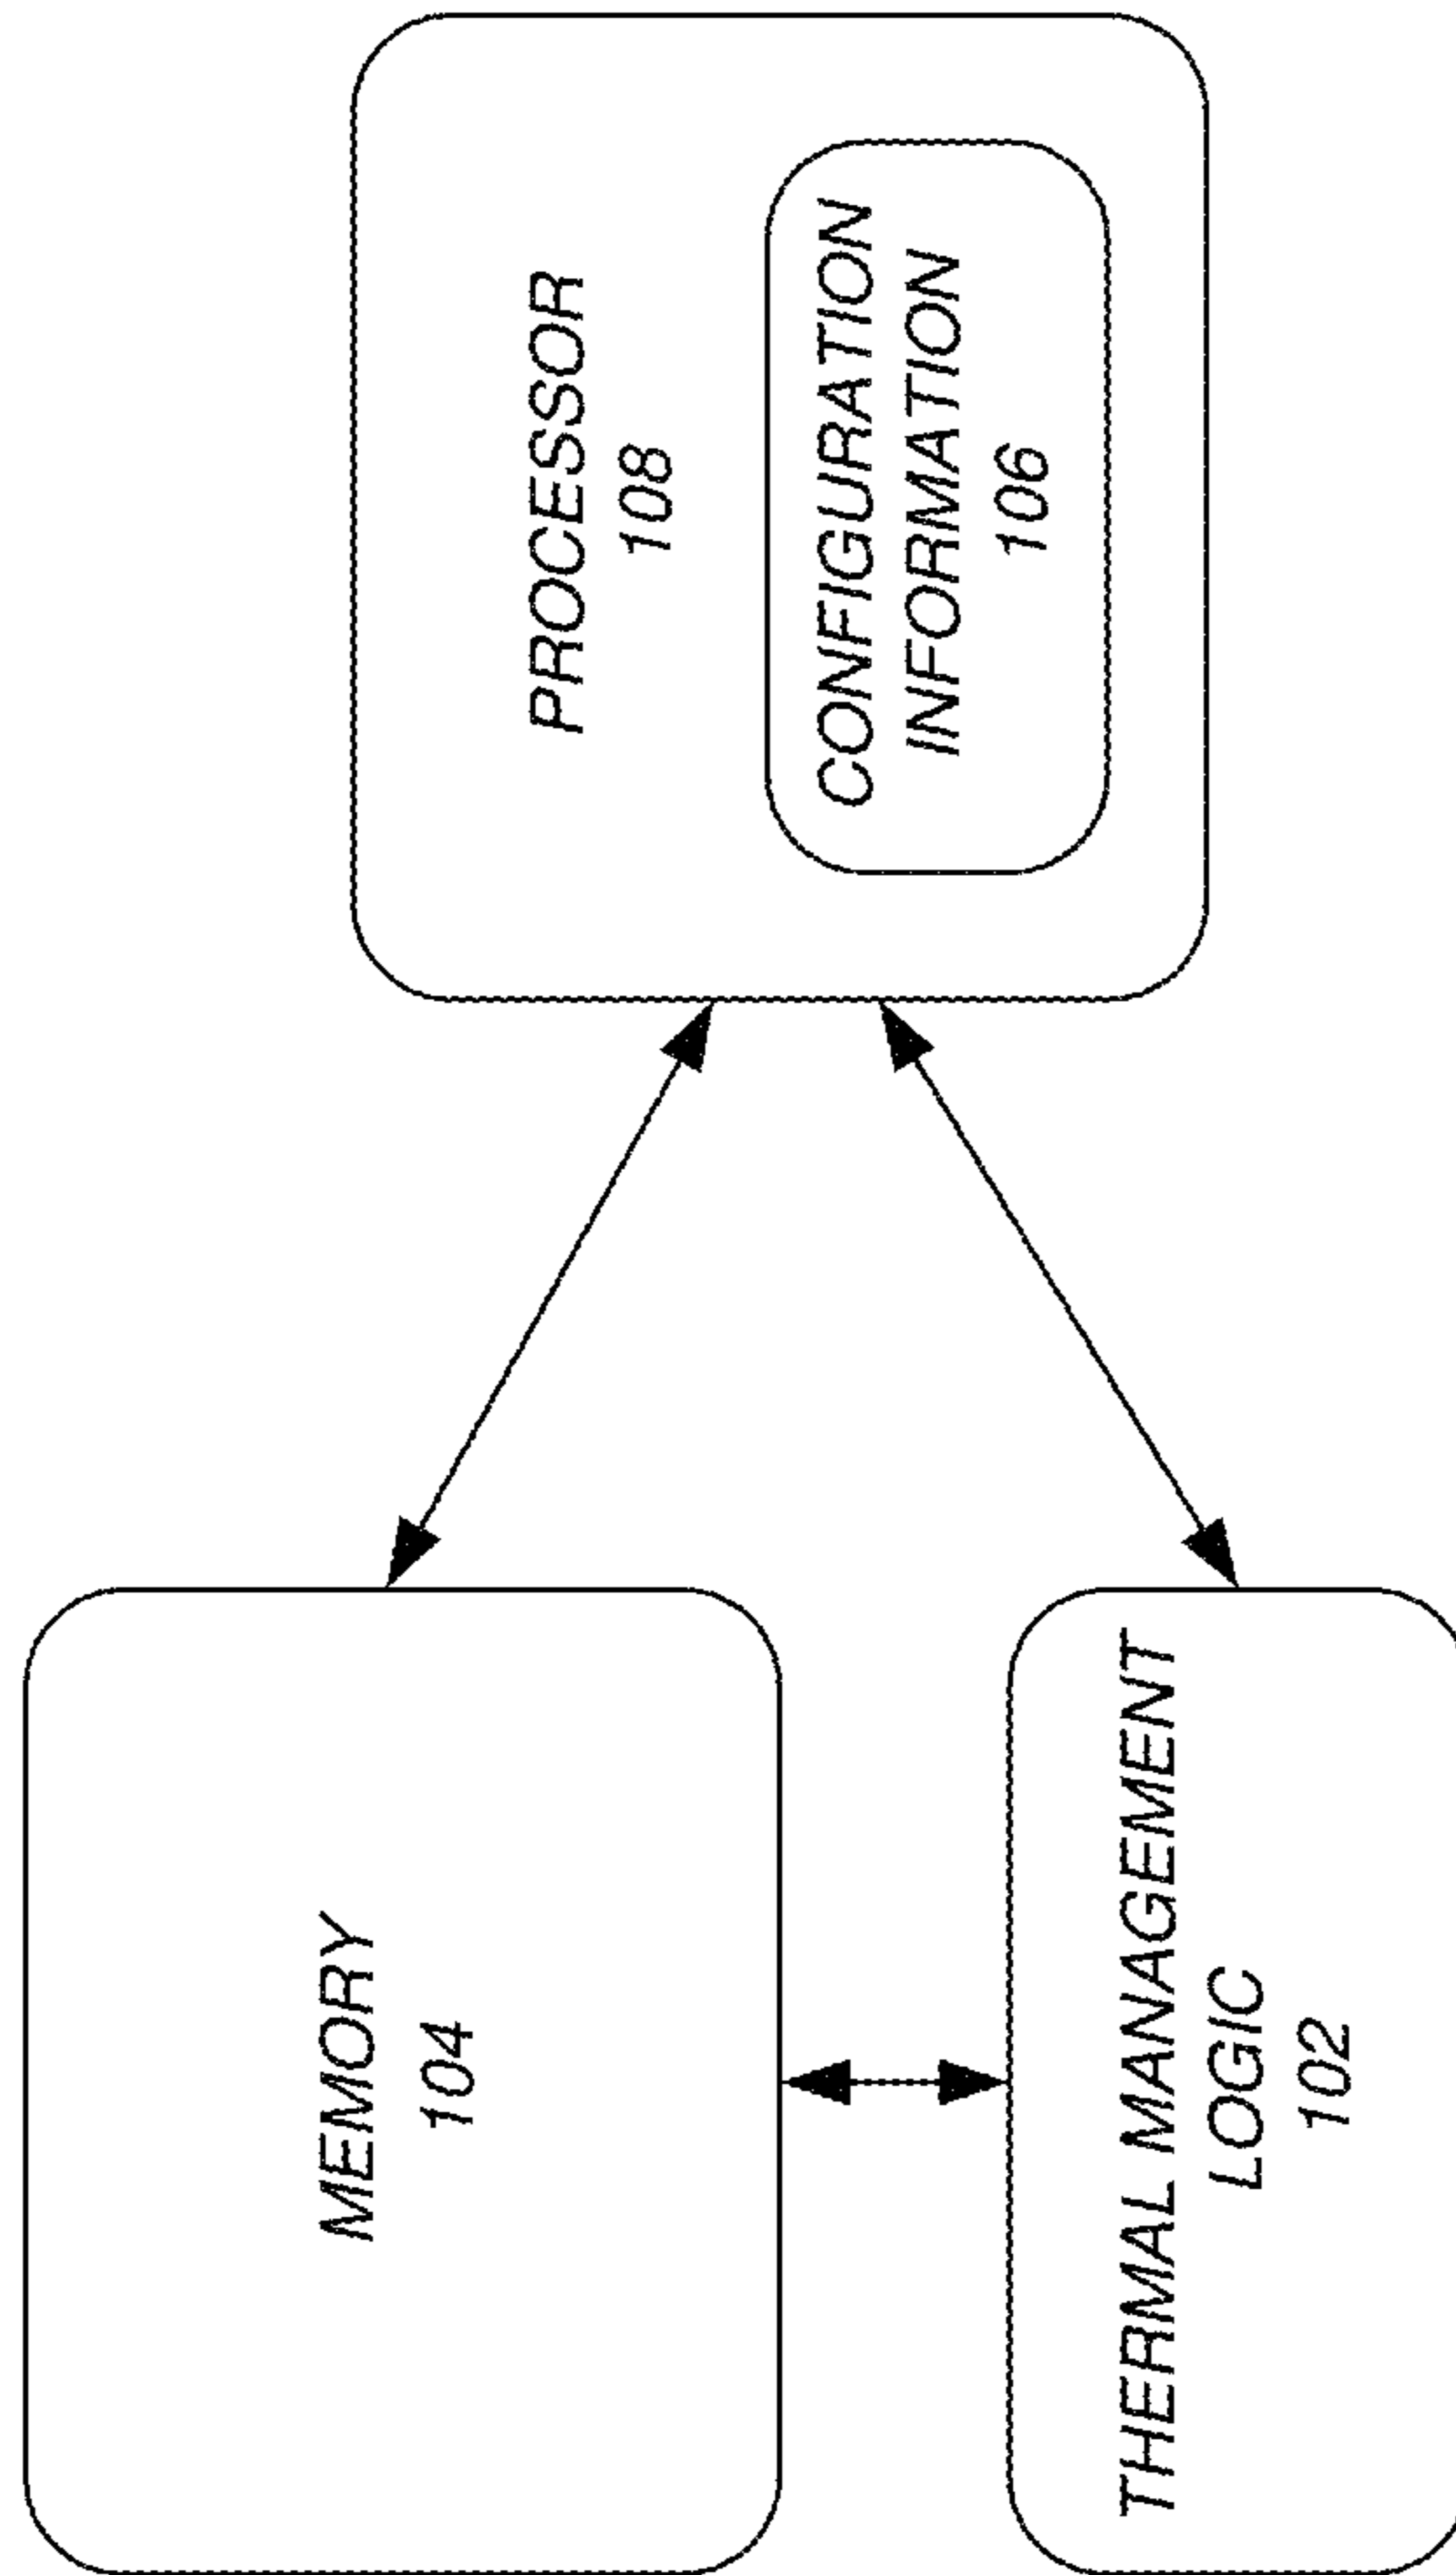 MEMORY
104
THERMAL MANAGEMENT
LOGIC
102
PROCESSOR
108
CONFIGURATION
INFORMATION
106